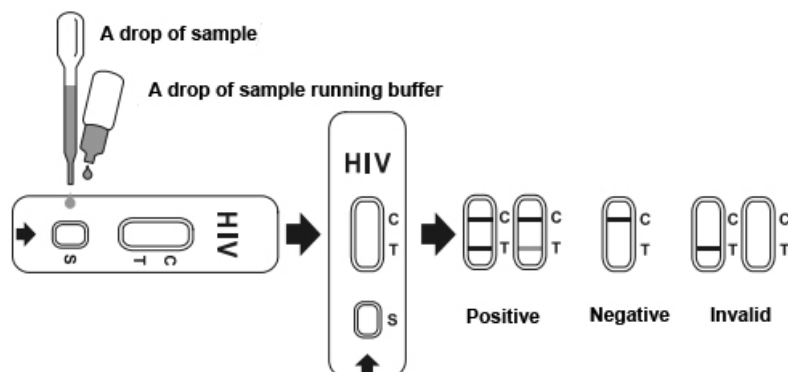 A drop of sample
A drop of sample running buffer
HIV
C
T
S
HIV
C
T
S
C
T
C
T
C
T
C
T
C
T
Positive
Negative
Invalid